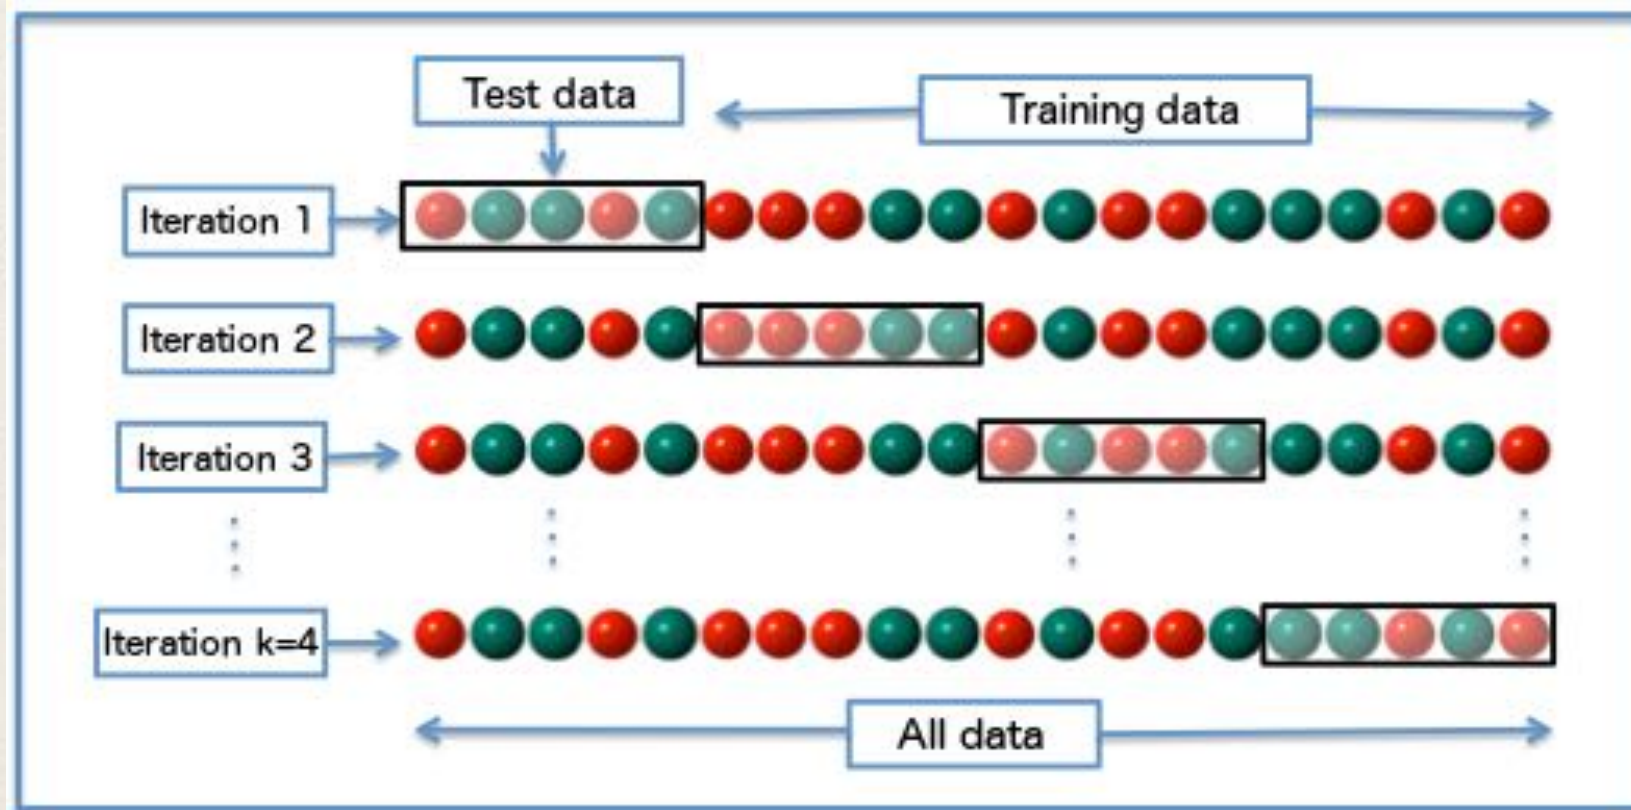 Test data
Training data
Iteration 1
Iteration 2
Iteration 3
Iteration k=4
All data